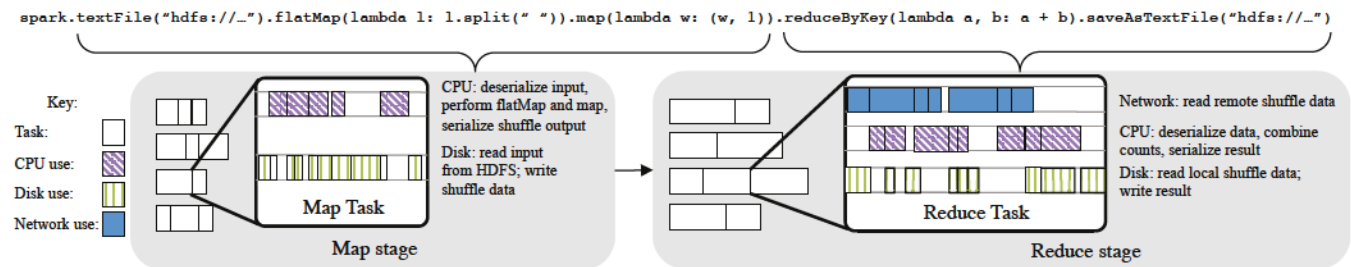 spark.textFile(“hdfs://…”).flatMap(lambda l: l.split(“ “)).map(lambda w: (w, 1)).reduceByKey(lambda a, b: a + b).saveAsTextFile(“hdfs://…”)
Key:
Task:
CPU use:
Disk use:
Network use:
Map Task
CPU: deserialize input,
perform flatMap and map,
serialize shuffle output
Disk: read input
from HDFS; write
shuffle data
Map stage
Reduce Task
Network: read remote shuffle data
CPU: deserialize data, combine
counts, serialize result
Disk: read local shuffle data;
write result
Reduce stage